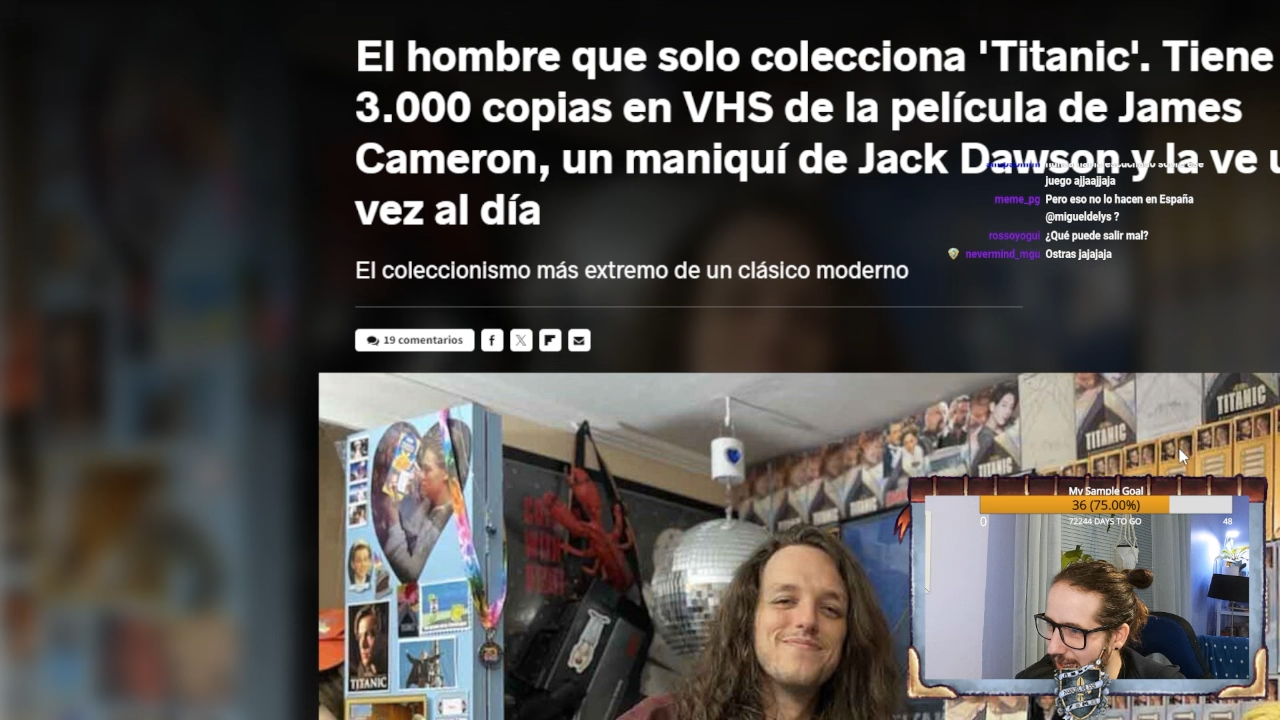 El hombre que solo colecciona 'Titanic'. Tiene
3.000 copias en VHS de la película de James
Cameron, un maniquí de Jack Dawson y la ve u
vez al día
juego ajjaajjaja
meme_pg Pero eso no lo hacen en España
@migueldelys ?
rossoyogui ¿Qué puede salir mal?
nevermind_mgu Ostras jajajaja
El coleccionismo más extremo de un clásico moderno
19 comentarios
TITANIC
TITANIC
TITANIC
My Sample Goal
36 (75.00%)
0 72244 DAYS TO GO 48
TITANIC